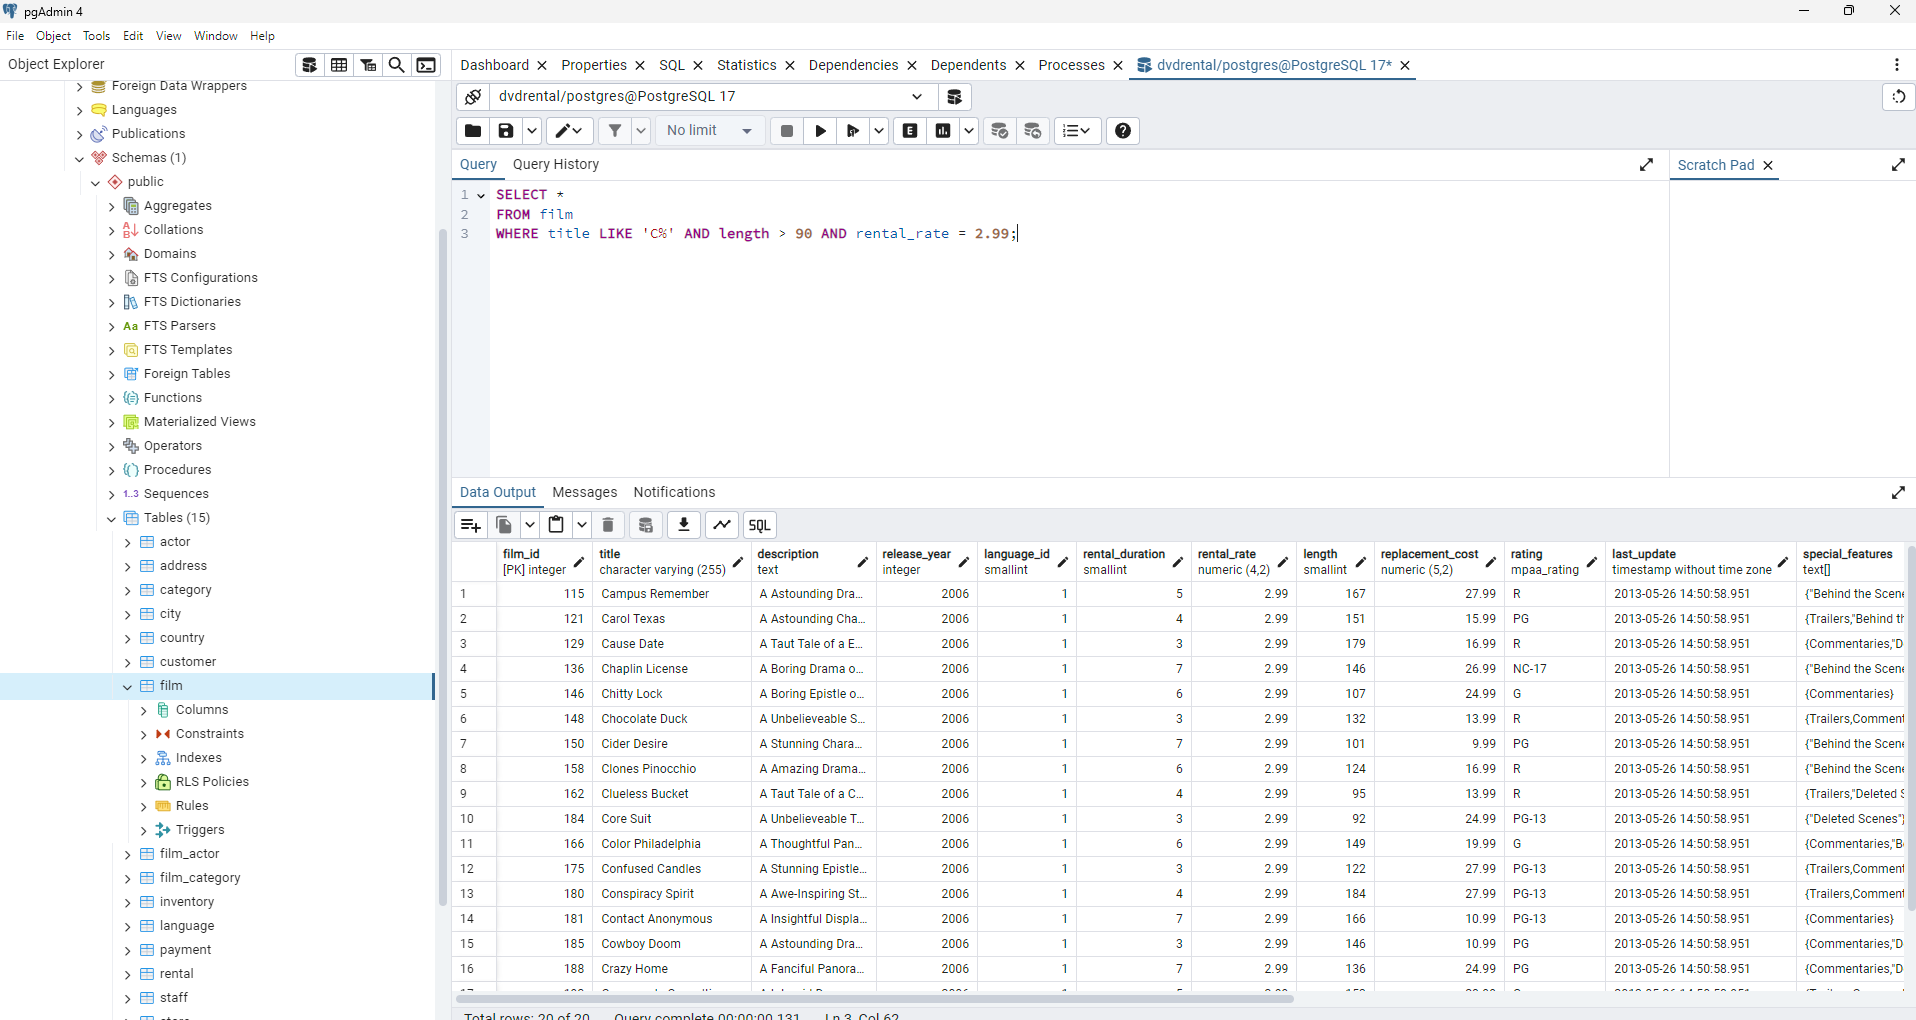 pgAdmin 4
File Object Tools Edit View Window Help
Object Explorer
Foreign Data Wrappers
Languages
Publications
Schemas (1)
public
Aggregates
Collations
Domains
FTS Configurations
FTS Dictionaries
Aa FTS Parsers
FTS Templates
Foreign Tables
Functions
Materialized Views
Operators
Procedures
1..3 Sequences
Tables (15)
actor
address
category
city
country
customer
film
Columns
Constraints
Indexes
RLS Policies
Rules
Triggers
film_actor
film_category
inventory
language
payment
rental
staff
Dashboard Properties SQL Statistics Dependencies Dependents Processes dvdrental/postgres@PostgreSQL 17*
dvdrental/postgres@PostgreSQL 17
No limit E
Query Query History
Scratch Pad
1 SELECT *
2 FROM film
3 WHERE title LIKE 'C%' AND length > 90 AND rental_rate = 2.99;
Data Output Messages Notifications
SQL
film_id title description release_year language_id rental_duration rental_rate length replacement_cost rating last_update special_features
[PK] integer character varying (255) text integer smallint smallint numeric (4,2) smallint numeric (5,2) mpaa_rating timestamp without time zone text[]
1 115 Campus Remember A Astounding Dra... 2006 1 5 2.99 167 27.99 R 2013-05-26 14:50:58.951 {"Behind the Scene
2 121 Carol Texas A Astounding Cha... 2006 1 4 2.99 151 15.99 PG 2013-05-26 14:50:58.951 {Trailers,"Behind th
3 129 Cause Date A Taut Tale of a E... 2006 1 3 2.99 179 16.99 R 2013-05-26 14:50:58.951 {Commentaries,"D
4 136 Chaplin License A Boring Drama o... 2006 1 7 2.99 146 26.99 NC-17 2013-05-26 14:50:58.951 {"Behind the Scene
5 146 Chitty Lock A Boring Epistle o... 2006 1 6 2.99 107 24.99 G 2013-05-26 14:50:58.951 {Commentaries}
6 148 Chocolate Duck A Unbelieveable S... 2006 1 3 2.99 132 13.99 R 2013-05-26 14:50:58.951 {Trailers,Comment
7 150 Cider Desire A Stunning Chara... 2006 1 7 2.99 101 9.99 PG 2013-05-26 14:50:58.951 {"Behind the Scene
8 158 Clones Pinocchio A Amazing Drama... 2006 1 6 2.99 124 16.99 R 2013-05-26 14:50:58.951 {"Behind the Scene
9 162 Clueless Bucket A Taut Tale of a C... 2006 1 4 2.99 95 13.99 R 2013-05-26 14:50:58.951 {Trailers,"Deleted S
10 184 Core Suit A Unbelieveable T... 2006 1 3 2.99 92 24.99 PG-13 2013-05-26 14:50:58.951 {"Deleted Scenes"}
11 166 Color Philadelphia A Thoughtful Pan... 2006 1 6 2.99 149 19.99 G 2013-05-26 14:50:58.951 {Commentaries,"B
12 175 Confused Candles A Stunning Epistle... 2006 1 3 2.99 122 27.99 PG-13 2013-05-26 14:50:58.951 {Trailers,Comment
13 180 Conspiracy Spirit A Awe-Inspiring St... 2006 1 4 2.99 184 27.99 PG-13 2013-05-26 14:50:58.951 {Trailers,Comment
14 181 Contact Anonymous A Insightful Displa... 2006 1 7 2.99 166 10.99 PG-13 2013-05-26 14:50:58.951 {Commentaries}
15 185 Cowboy Doom A Astounding Dra... 2006 1 3 2.99 146 10.99 PG 2013-05-26 14:50:58.951 {Commentaries,"D
16 188 Crazy Home A Fanciful Panora... 2006 1 7 2.99 136 24.99 PG 2013-05-26 14:50:58.951 {Commentaries,"D
Total rows: 20 of 20 Query complete 00:00:00.131 Ln 3, Col 62